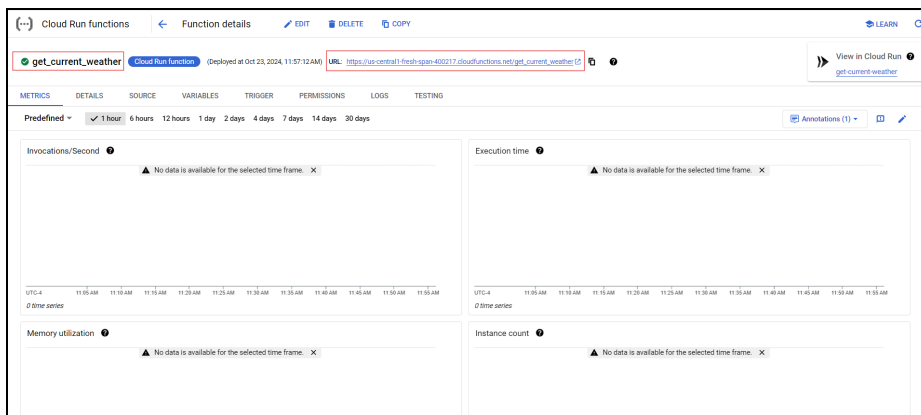 Cloud Run functions Function details EDIT DELETE COPY LEARN
get_current_weather Cloud Run function (Deployed at Oct 23, 2024, 11:57:12AM) URL: https://us-central1-fresh-span-400217.cloudfunctions.net/get_current_weather View in Cloud Run
get-current-weather
METRICS DETAILS SOURCE VARIABLES TRIGGER PERMISSIONS LOGS TESTING
Predefined 1 hour 6 hours 12 hours 1 day 2 days 4 days 7 days 14 days 30 days Annotations (1)
Invocations/Second
No data is available for the selected time frame. X
UTC-4 11:05 AM 11:10 AM 11:15 AM 11:20 AM 11:25 AM 11:30 AM 11:35 AM 11:40 AM 11:45 AM 11:50 AM 11:55 AM
0 time series
Execution time
No data is available for the selected time frame. X
UTC-4 11:05 AM 11:10 AM 11:15 AM 11:20 AM 11:25 AM 11:30 AM 11:35 AM 11:40 AM 11:45 AM 11:50 AM 11:55 AM
0 time series
Memory utilization
No data is available for the selected time frame. X
Instance count
No data is available for the selected time frame. X